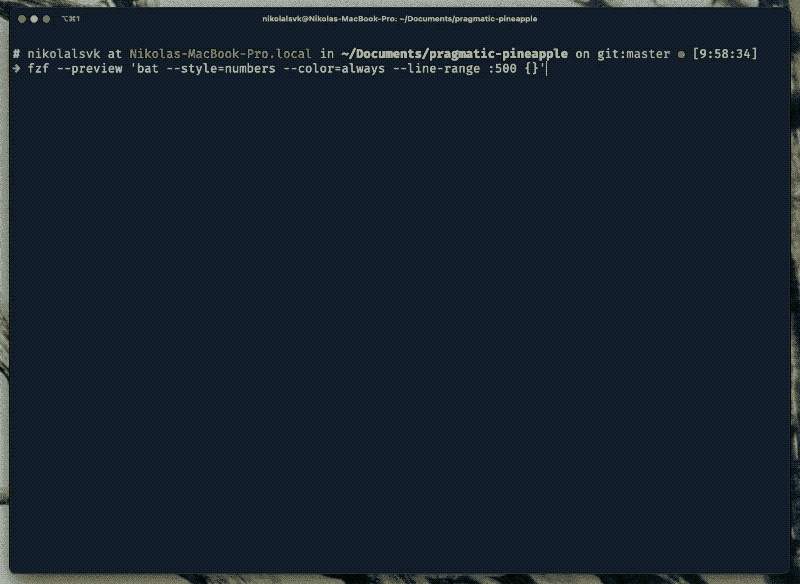 ⌥⌘1 nikolalsvk@Nikolas-MacBook-Pro: ~/Documents/pragmatic-pineapple
# nikolalsvk at Nikolas-MacBook-Pro.local in ~/Documents/pragmatic-pineapple on git:master ● [9:58:34]
→ fzf --preview 'bat --style=numbers --color=always --line-range :500 {}'